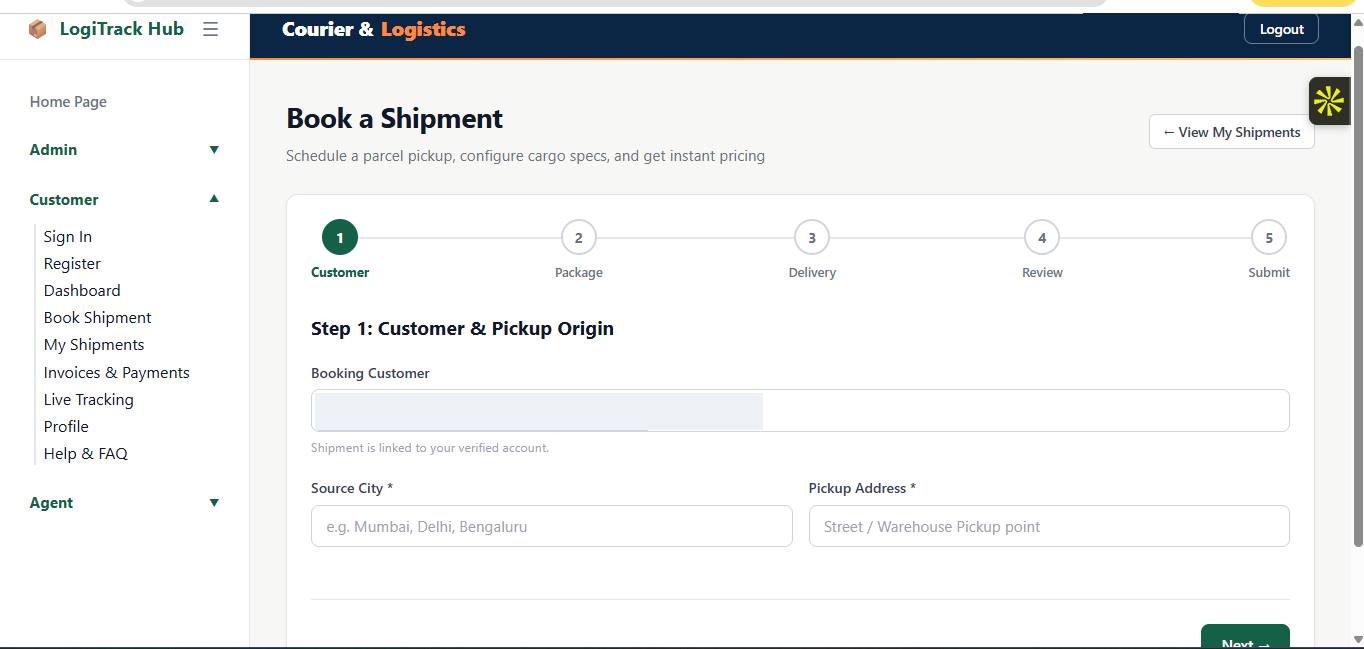 📦 LogiTrack Hub ☰
Courier & Logistics
Logout
Home Page
Admin ▼
Customer ▲
Sign In
Register
Dashboard
Book Shipment
My Shipments
Invoices & Payments
Live Tracking
Profile
Help & FAQ
Agent ▼
Book a Shipment
Schedule a parcel pickup, configure cargo specs, and get instant pricing
← View My Shipments
1 2 3 4 5
Customer Package Delivery Review Submit
Step 1: Customer & Pickup Origin
Booking Customer
Shipment is linked to your verified account.
Source City * Pickup Address *
e.g. Mumbai, Delhi, Bengaluru Street / Warehouse Pickup point
Next →